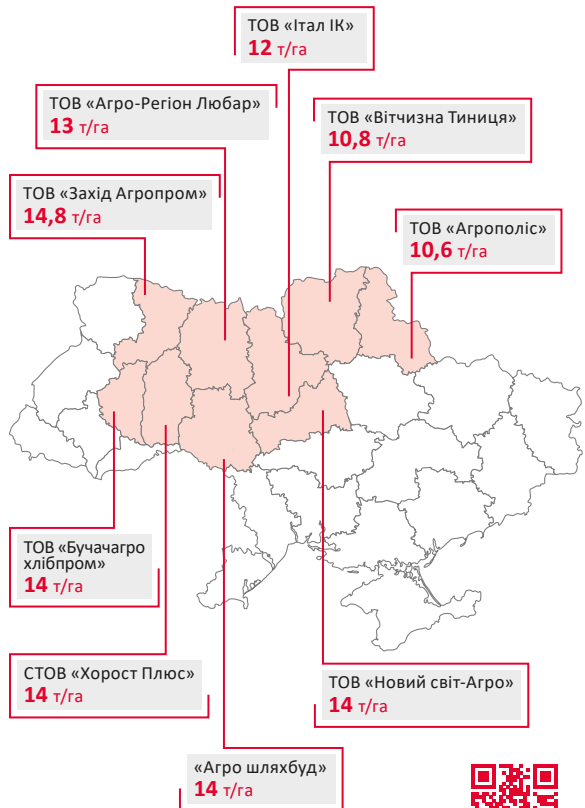 ТОВ «Італ ІК»
12 т/га
ТОВ «Агро-Регіон Любар»
13 т/га
ТОВ «Вітчизна Тиниця»
10,8 т/га
ТОВ «Захід Агропром»
14,8 т/га
ТОВ «Агрополіс»
10,6 т/га
ТОВ «Бучачагро
хлібпром»
14 т/га
СТОВ «Хорост Плюс»
14 т/га
ТОВ «Новий світ-Агро»
14 т/га
«Агро шляхбуд»
14 т/га